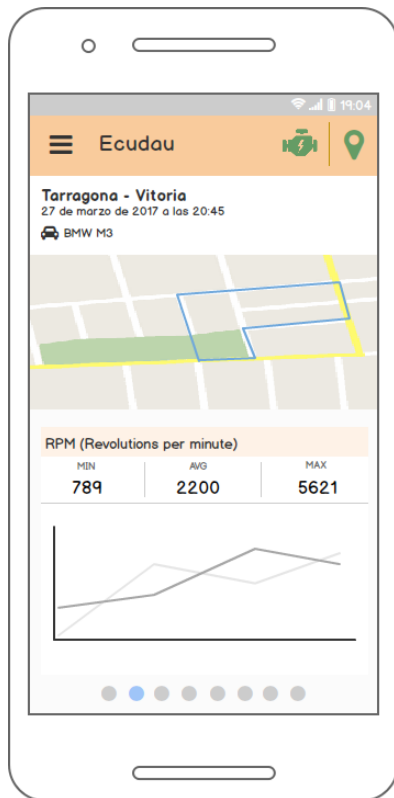 19:04
Ecudau
Tarragona - Vitoria
27 de marzo de 2017 a las 20:45
BMW M3
RPM (Revolutions per minute)
MIN AVG MAX
789 2200 5621